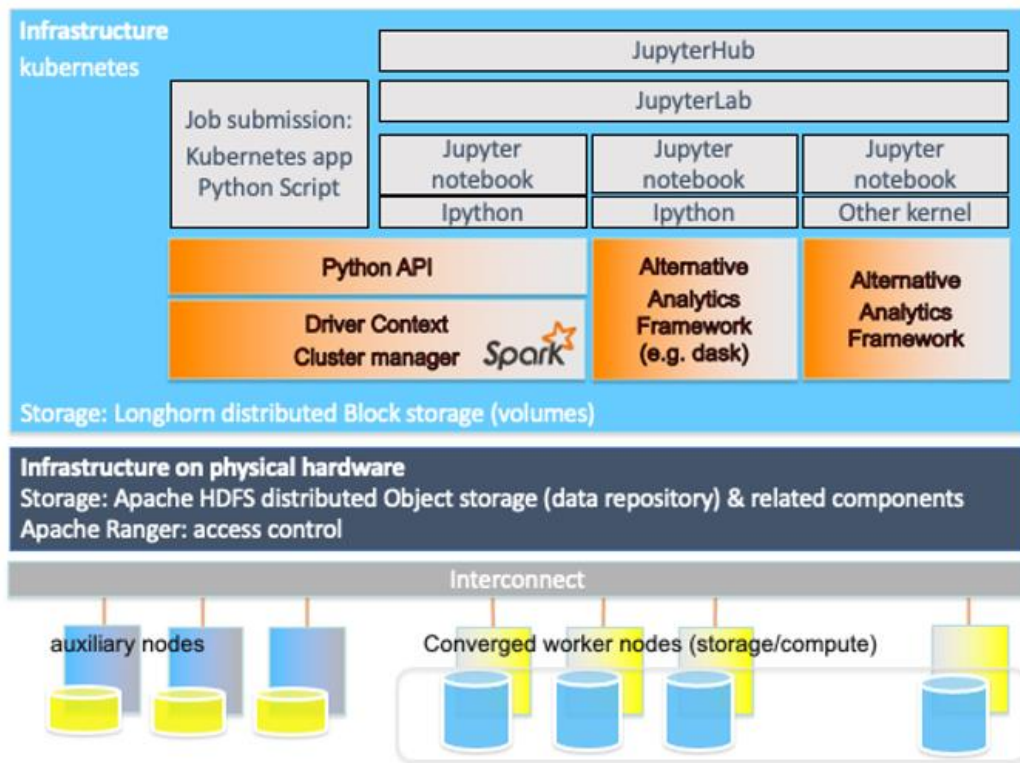 Infrastructure
kubernetes
JupyterHub
JupyterLab
Job submission:
Kubernetes app
Python Script
Jupyter
notebook
Jupyter
notebook
Jupyter
notebook
Ipython
Ipython
Other kernel
Python API
Driver Context
Cluster manager
Spark
Alternative
Analytics
Framework
(e.g. dask)
Alternative
Analytics
Framework
Storage: Longhorn distributed Block storage (volumes)
Infrastructure on physical hardware
Storage: Apache HDFS distributed Object storage (data repository) & related components
Apache Ranger: access control
Interconnect
auxiliary nodes
Converged worker nodes (storage/compute)